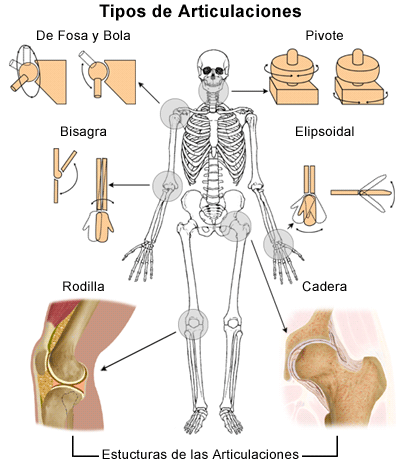 Tipos de Articulaciones
De Fosa y Bola
Pivote
Bisagra
Elipsoidal
Rodilla
Cadera
Estucturas de las Articulaciones